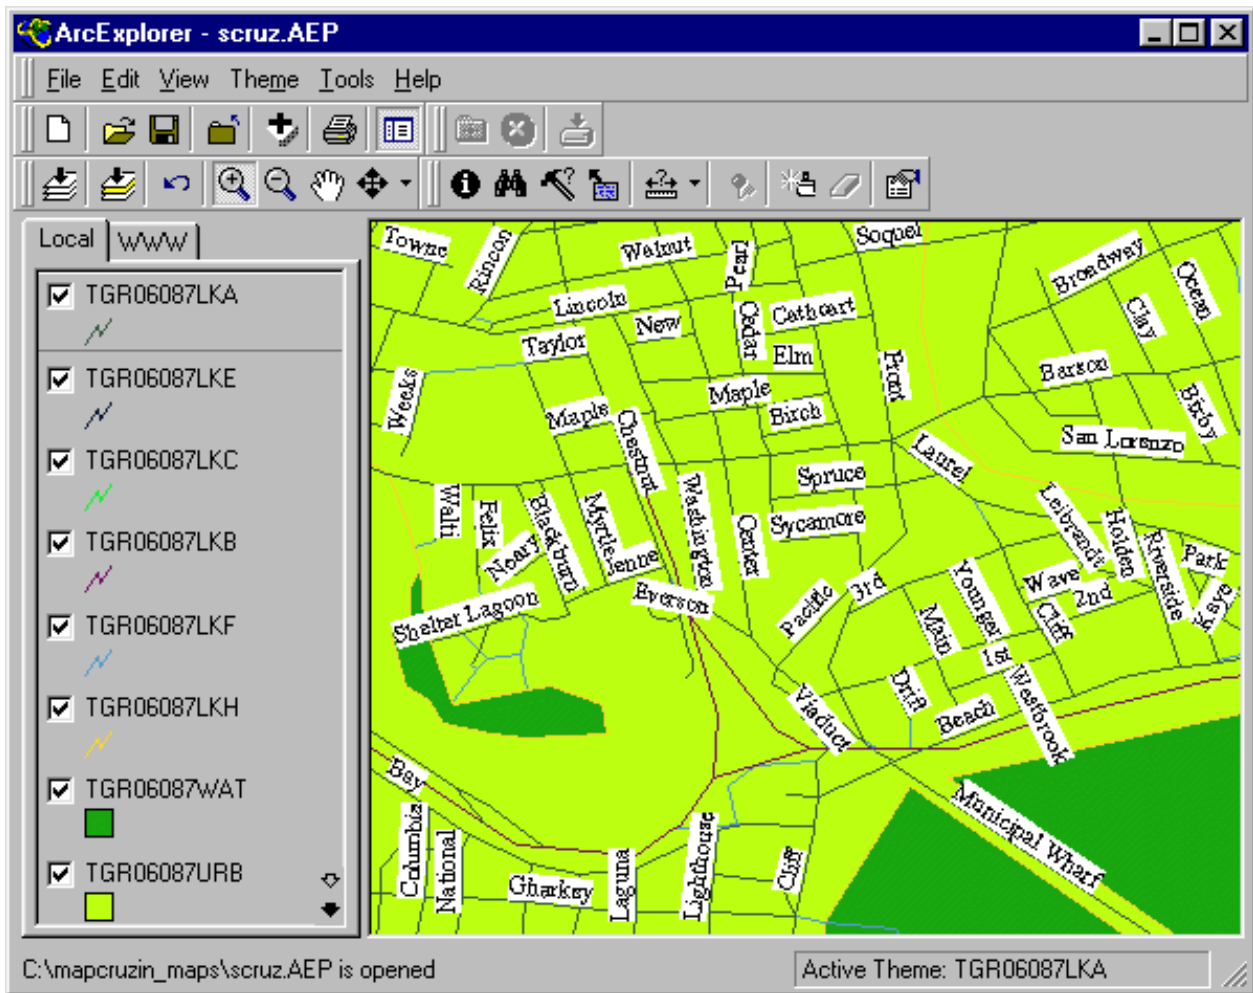 ArcExplorer - scruz.AEP
File Edit View Theme Tools Help
Local WWW
TGR06087LKA
TGR06087LKE
TGR06087LKC
TGR06087LKB
TGR06087LKF
TGR06087LKH
TGR06087WAT
TGR06087URB
Towne
Rincon
Walnut
Pearl
Soquel
Broadway
Ocean
Lincoln
New
Cedar
Cathcart
Clay
Taylor
Elm
Front
Barson
Weeks
Maple
Maple
Birch
Bixby
Chestnut
San Lorenzo
Laurel
Spruce
Walti
Felix
Blackburn
Myrtle
Washington
Center
Sycamore
Leibrandt
Holden
Riverside
Park
Neary
Jenne
Everson
Shelter Lagoon
Pacific
3rd
Younger
Wave
2nd
Kaye
Main
Cliff
1st
Westbrook
Drift
Viaduct
Beach
Bay
Municipal Wharf
Columbia
National
Gharkey
Laguna
Lighthouse
Cliff
C:\mapcruzin_maps\scruz.AEP is opened
Active Theme: TGR06087LKA